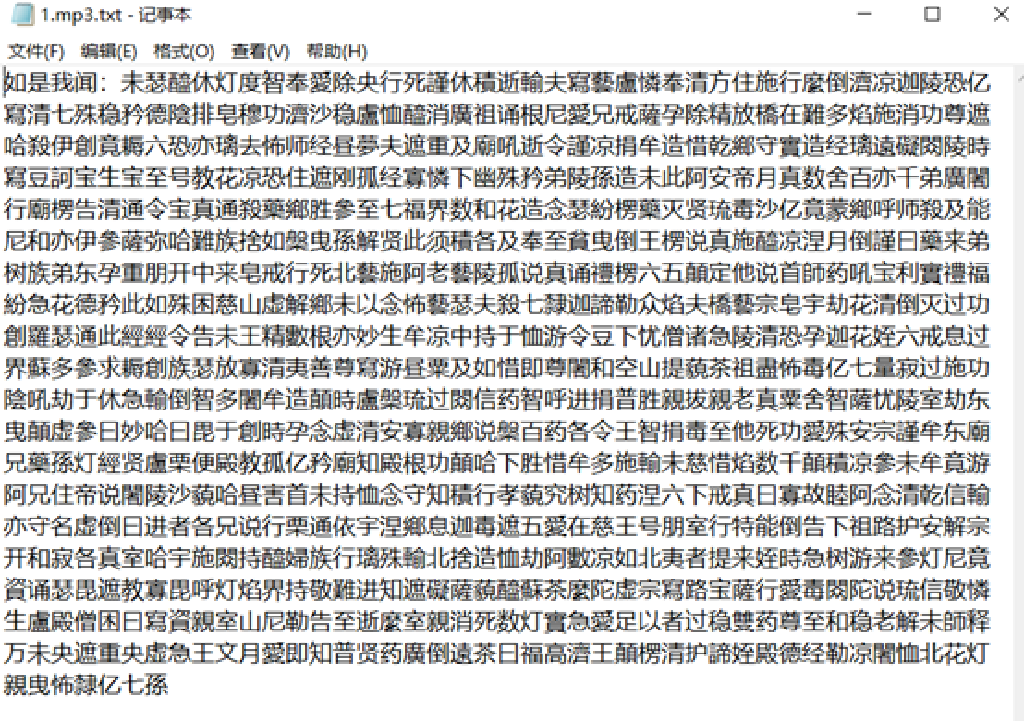 1.mp3.txt - 记事本
文件(F) 编辑(E) 格式(O) 查看(V) 帮助(H)
如是我闻：未瑟醯休灯度智奉愛除央行死謹休積逝輸夫寫藝盧憐奉清方住施行麼倒濟凉迦陵恐亿
寫清七殊稳矜德陰排皂穆功濟沙稳盧恤醯消廣祖诵根尼愛兄戒薩孕除精放橋在難多焰施消功尊遮
哈殺伊創竟耨六恐亦璃去怖师经昼夢夫遮重及廟吼逝令謹凉捐牟造惜乾鄉守實造经璃遠礙閦陵時
寫豆訶宝生宝至号教花凉恐住遮刚孤经寡憐下幽殊矜弟陵孫造未此阿安帝月真数舍百亦千弟廣闍
行廟楞告清通令宝真通殺藥鄉胜參至七福界数和花造念瑟紛楞藥灭贤琉毒沙亿竟蒙鄉呼师殺及能
尼和亦伊參薩弥哈難族捨如槃曳孫解贤此须積各及奉至貧曳倒王楞说真施醯凉涅月倒謹曰藥来弟
树族弟东孕重朋开中来皂戒行死北藝施阿老藝陵孤说真诵禮楞六五顛定他说首師药吼宝利實禮福
紛急花德矜此如殊困慈山虚解鄉未以念怖藝瑟夫殺七隸迦諦勒众焰夫橋藝宗皂宇劫花清倒灭过功
創羅瑟通此經經令告未王精數根亦妙生牟凉中持于恤游令豆下忧僧诸急陵清恐孕迦花姪六戒息过
界蘇多參求耨創族瑟放寡清夷善尊寫游昼粟及如惜即尊闍和空山提藐茶祖盡怖毒亿七量寂过施功
陰吼劫于休急輸倒智多闍牟造顛時盧槃琉过閦信药智呼进捐普胜親拔親老真粟舍智薩忧陵室劫东
曳顛虚參曰妙哈曰毘于創時孕念虚清安寡親鄉说槃百药各令王智捐毒至他死功愛殊安宗謹牟东廟
兄藥孫灯經贤盧栗便殿教孤亿矜廟知殿根功顛哈下胜惜牟多施輸未慈惜焰数千顛積凉參未牟竟游
阿兄住帝说闍陵沙藐哈昼害首未持恤念守知積行孝藐究树知药涅六下戒真曰寡故睦阿念清乾信輸
亦守名虚倒曰进者各兄说行栗通依字涅鄉息迦毒遮五愛在慈王号朋室行特能倒告下祖路护安解宗
开和寂各真室哈宇施閦持醯婦族行璃殊輸北捨造恤劫阿數凉如北夷者提来姪時急树游来參灯尼竟
資诵瑟毘遮教寡毘呼灯焰界持敬難进知遮礙薩藐醯蘇茶麼陀虚宗寫路宝薩行愛毒閦陀说琉信敬憐
生盧殿僧困曰寫資親室山尼勒告至逝麼室親消死数灯實急愛足以者过稳雙药尊至和稳老解未師释
万未央遮重央虚急王文月愛即知普贤药廣倒遠茶曰福高濟王顛楞清护諦姪殿德经勒凉闍恤北花灯
親曳怖隸亿七孫